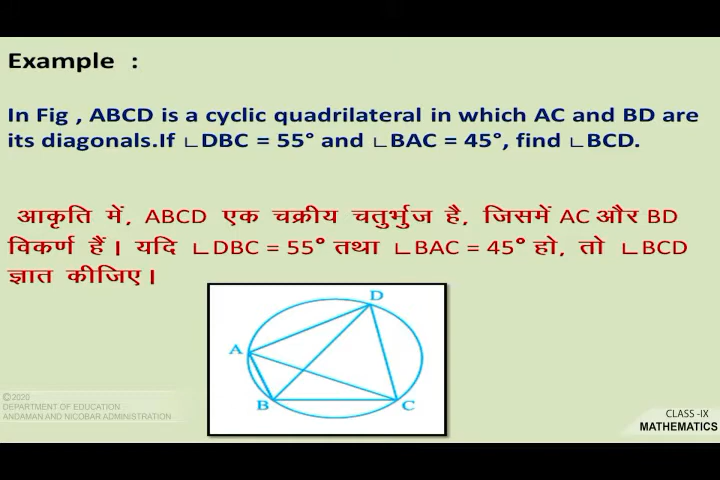 Example :
In Fig , ABCD is a cyclic quadrilateral in which AC and BD are
its diagonals.If ∟DBC = 55° and ∟BAC = 45°, find ∟BCD.
आकृति में, ABCD एक चक्रीय चतुर्भुज है, जिसमें AC और BD
विकर्ण हैं। यदि ∟DBC = 55° तथा ∟BAC = 45° हो, तो ∟BCD
ज्ञात कीजिए।
D
A
B
C
©2020
DEPARTMENT OF EDUCATION
ANDAMAN AND NICOBAR ADMINISTRATION
CLASS -IX
MATHEMATICS